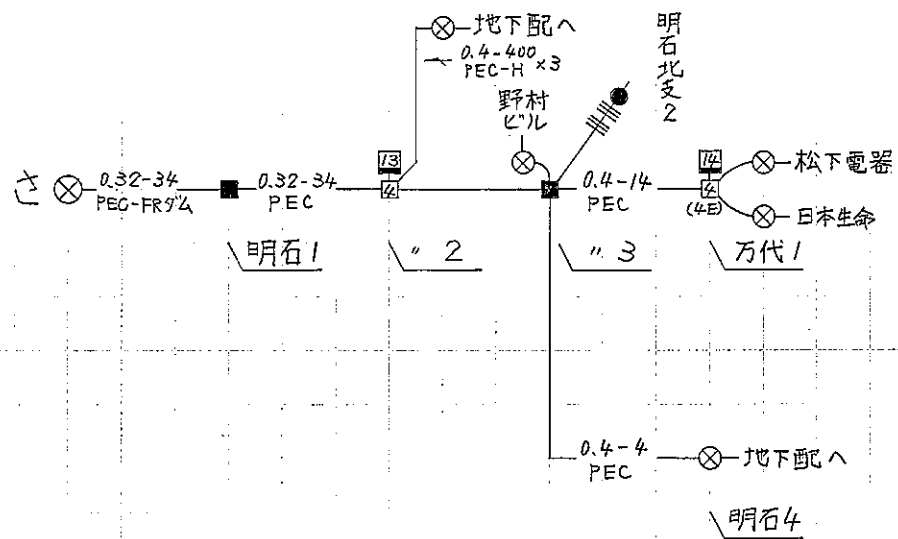 地下配へ
0.4-400
PEC-H ×3
明石北支2
野村
ビル
13
14
さ
0.32-34
PEC-FRダム
0.32-34
PEC
4
0.4-14
PEC
4
(4E)
松下電器
日本生命
明石1
〃 2
〃 3
万代1
0.4-4
PEC
地下配へ
明石4